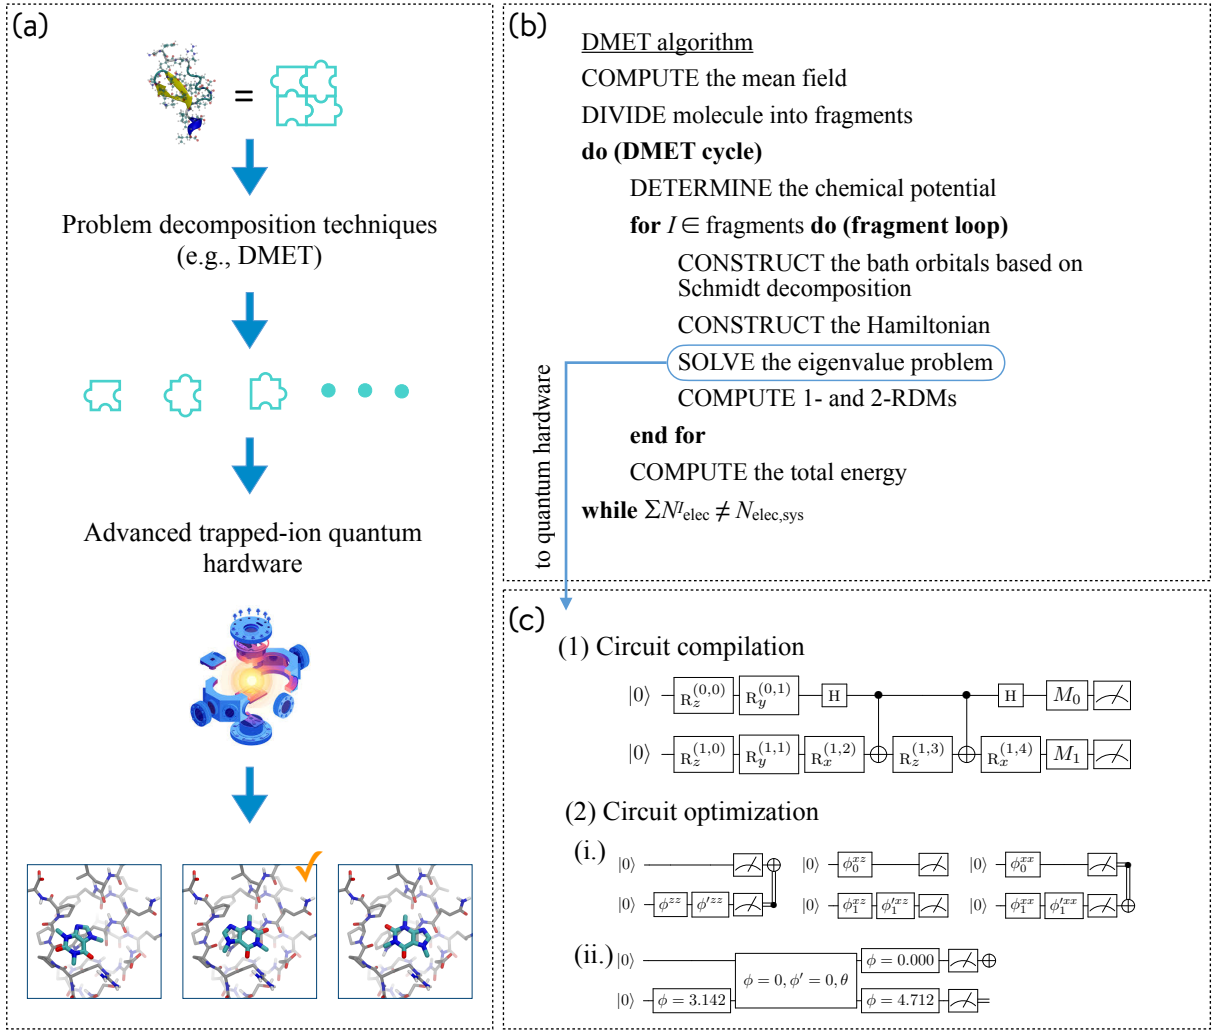 (a)
=
Problem decomposition techniques
(e.g., DMET)
Advanced trapped-ion quantum
hardware
(b)
DMET algorithm
COMPUTE the mean field
DIVIDE molecule into fragments
do (DMET cycle)
DETERMINE the chemical potential
for I ∈ fragments do (fragment loop)
CONSTRUCT the bath orbitals based on
Schmidt decomposition
CONSTRUCT the Hamiltonian
SOLVE the eigenvalue problem
COMPUTE 1- and 2-RDMs
end for
COMPUTE the total energy
while ΣN^I_elec ≠ N_elec,sys
to quantum hardware
(c)
(1) Circuit compilation
|0⟩ R_z^(0,0) R_y^(0,1) H H M_0
|0⟩ R_z^(1,0) R_y^(1,1) R_x^(1,2) R_z^(1,3) R_x^(1,4) M_1
(2) Circuit optimization
(i.)
|0⟩ |0⟩ ϕ_0^xz |0⟩ ϕ_0^xx
|0⟩ ϕ^zz ϕ'^zz |0⟩ ϕ_1^xz ϕ_1'^xz |0⟩ ϕ_1^xx ϕ_1'^xx
(ii.)
|0⟩ ϕ = 0, ϕ' = 0, θ ϕ = 0.000
|0⟩ ϕ = 3.142 ϕ = 4.712